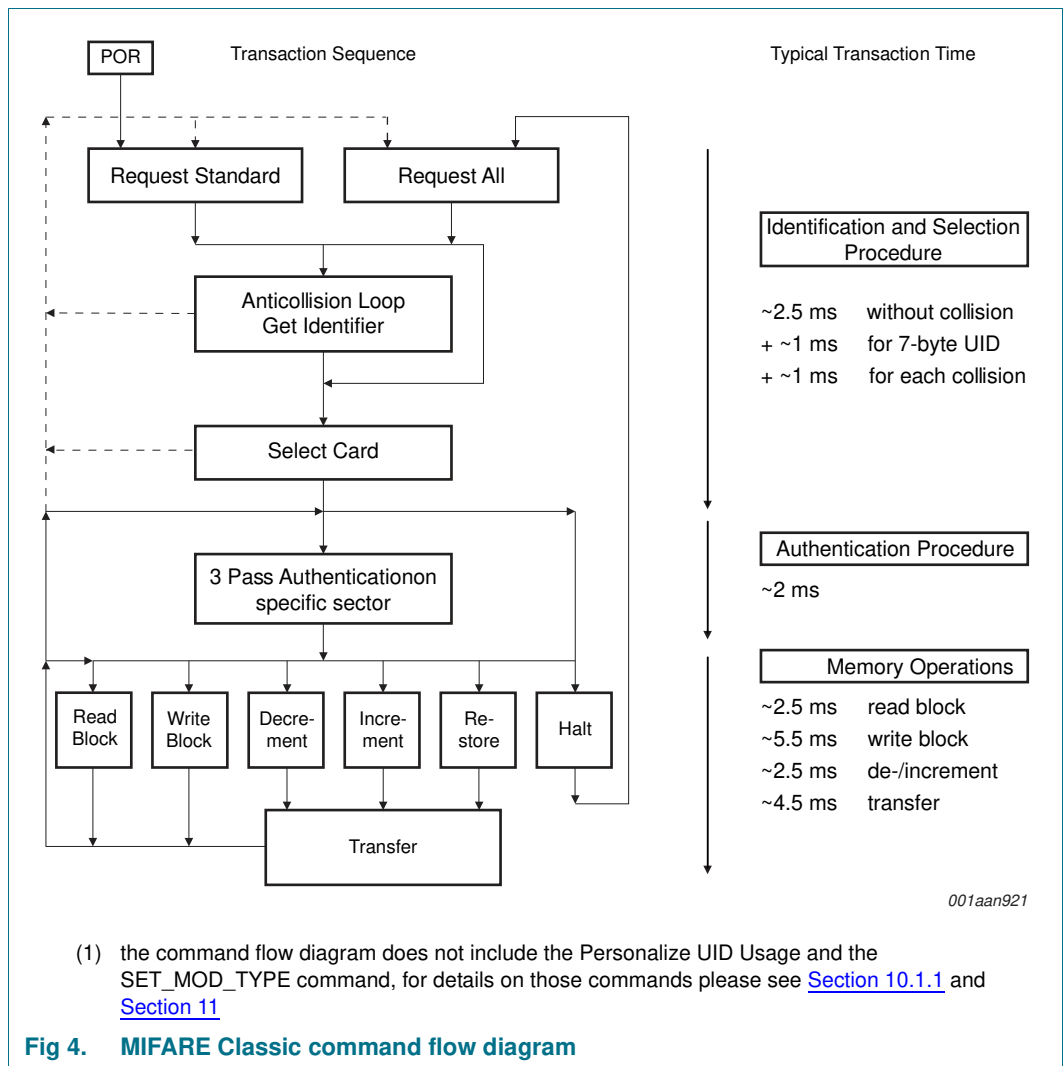 POR
Transaction Sequence
Typical Transaction Time
Request Standard
Request All
Identification and Selection
Procedure
Anticollision Loop
Get Identifier
~2.5 ms without collision
+ ~1 ms for 7-byte UID
+ ~1 ms for each collision
Select Card
Authentication Procedure
3 Pass Authenticationon
specific sector
~2 ms
Memory Operations
Read
Block
Write
Block
Decre-
ment
Incre-
ment
Re-
store
Halt
~2.5 ms read block
~5.5 ms write block
~2.5 ms de-/increment
~4.5 ms transfer
Transfer
001aan921
(1) the command flow diagram does not include the Personalize UID Usage and the
SET_MOD_TYPE command, for details on those commands please see Section 10.1.1 and
Section 11
Fig 4. MIFARE Classic command flow diagram